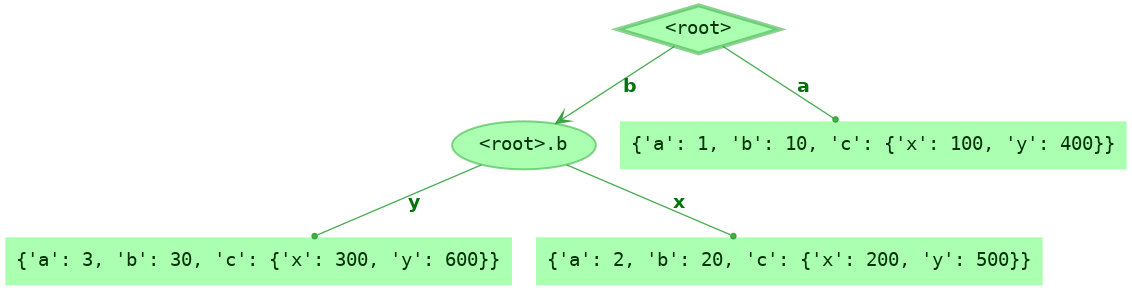 <root>
b
a
<root>.b
{'a': 1, 'b': 10, 'c': {'x': 100, 'y': 400}}
y
x
{'a': 3, 'b': 30, 'c': {'x': 300, 'y': 600}}
{'a': 2, 'b': 20, 'c': {'x': 200, 'y': 500}}